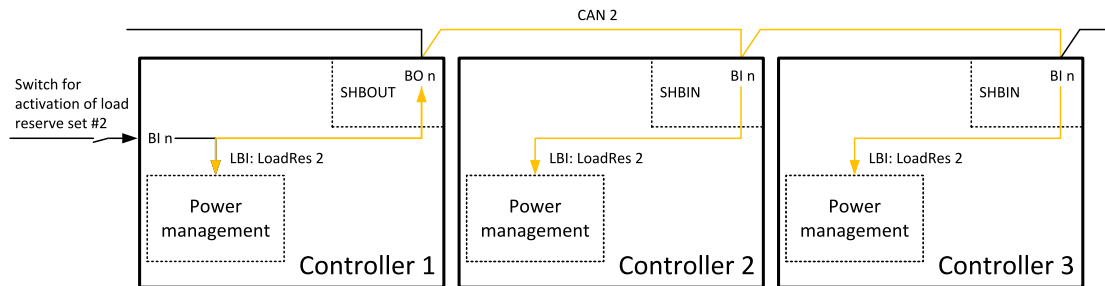 CAN 2
Switch for
activation of load
reserve set #2
BI n
SHBOUT
BO n
LBI: LoadRes 2
Power
management
Controller 1
SHBIN
BI n
LBI: LoadRes 2
Power
management
Controller 2
SHBIN
BI n
LBI: LoadRes 2
Power
management
Controller 3